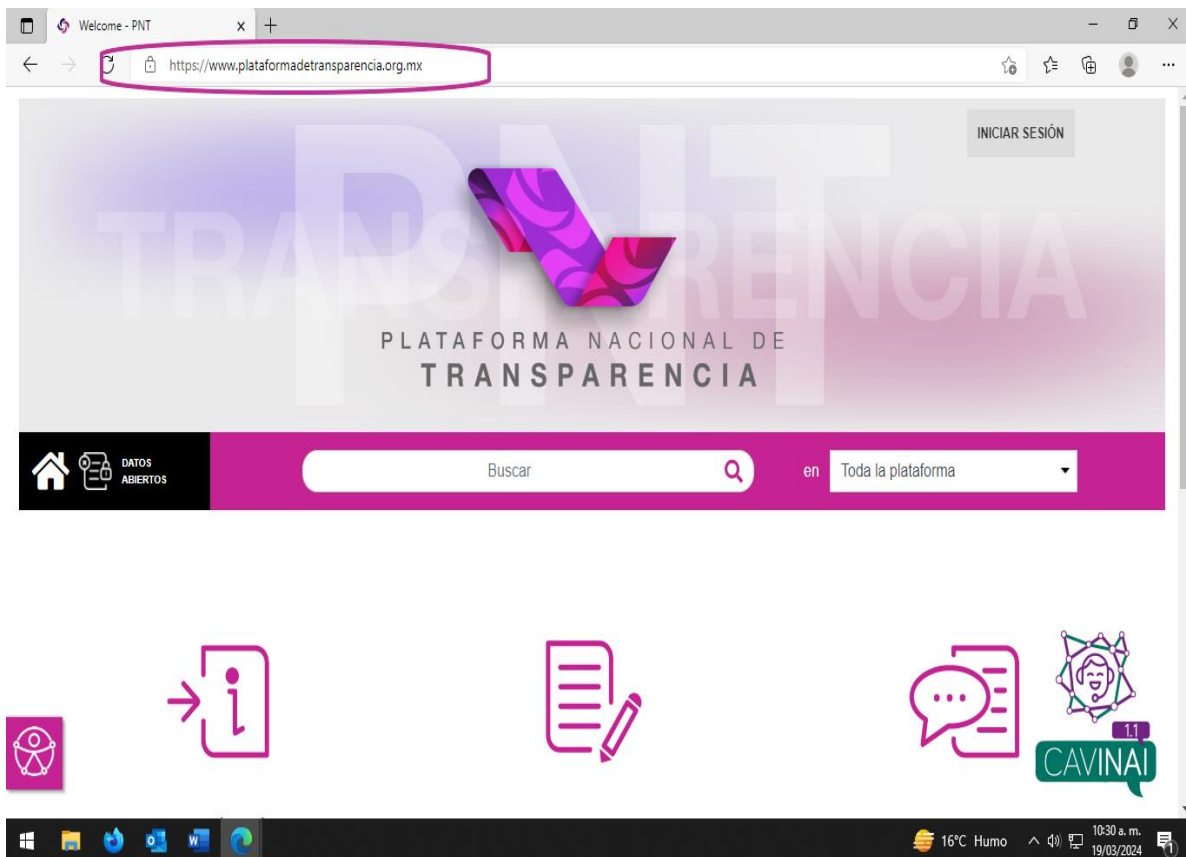 Welcome - PNT
https://www.plataformadetransparencia.org.mx
INICIAR SESIÓN
PNT
TRANSPARENCIA
PLATAFORMA NACIONAL DE
TRANSPARENCIA
DATOS
ABIERTOS
Buscar
en
Toda la plataforma
1.1
CAVINAI
16°C Humo
10:30 a. m.
19/03/2024
1